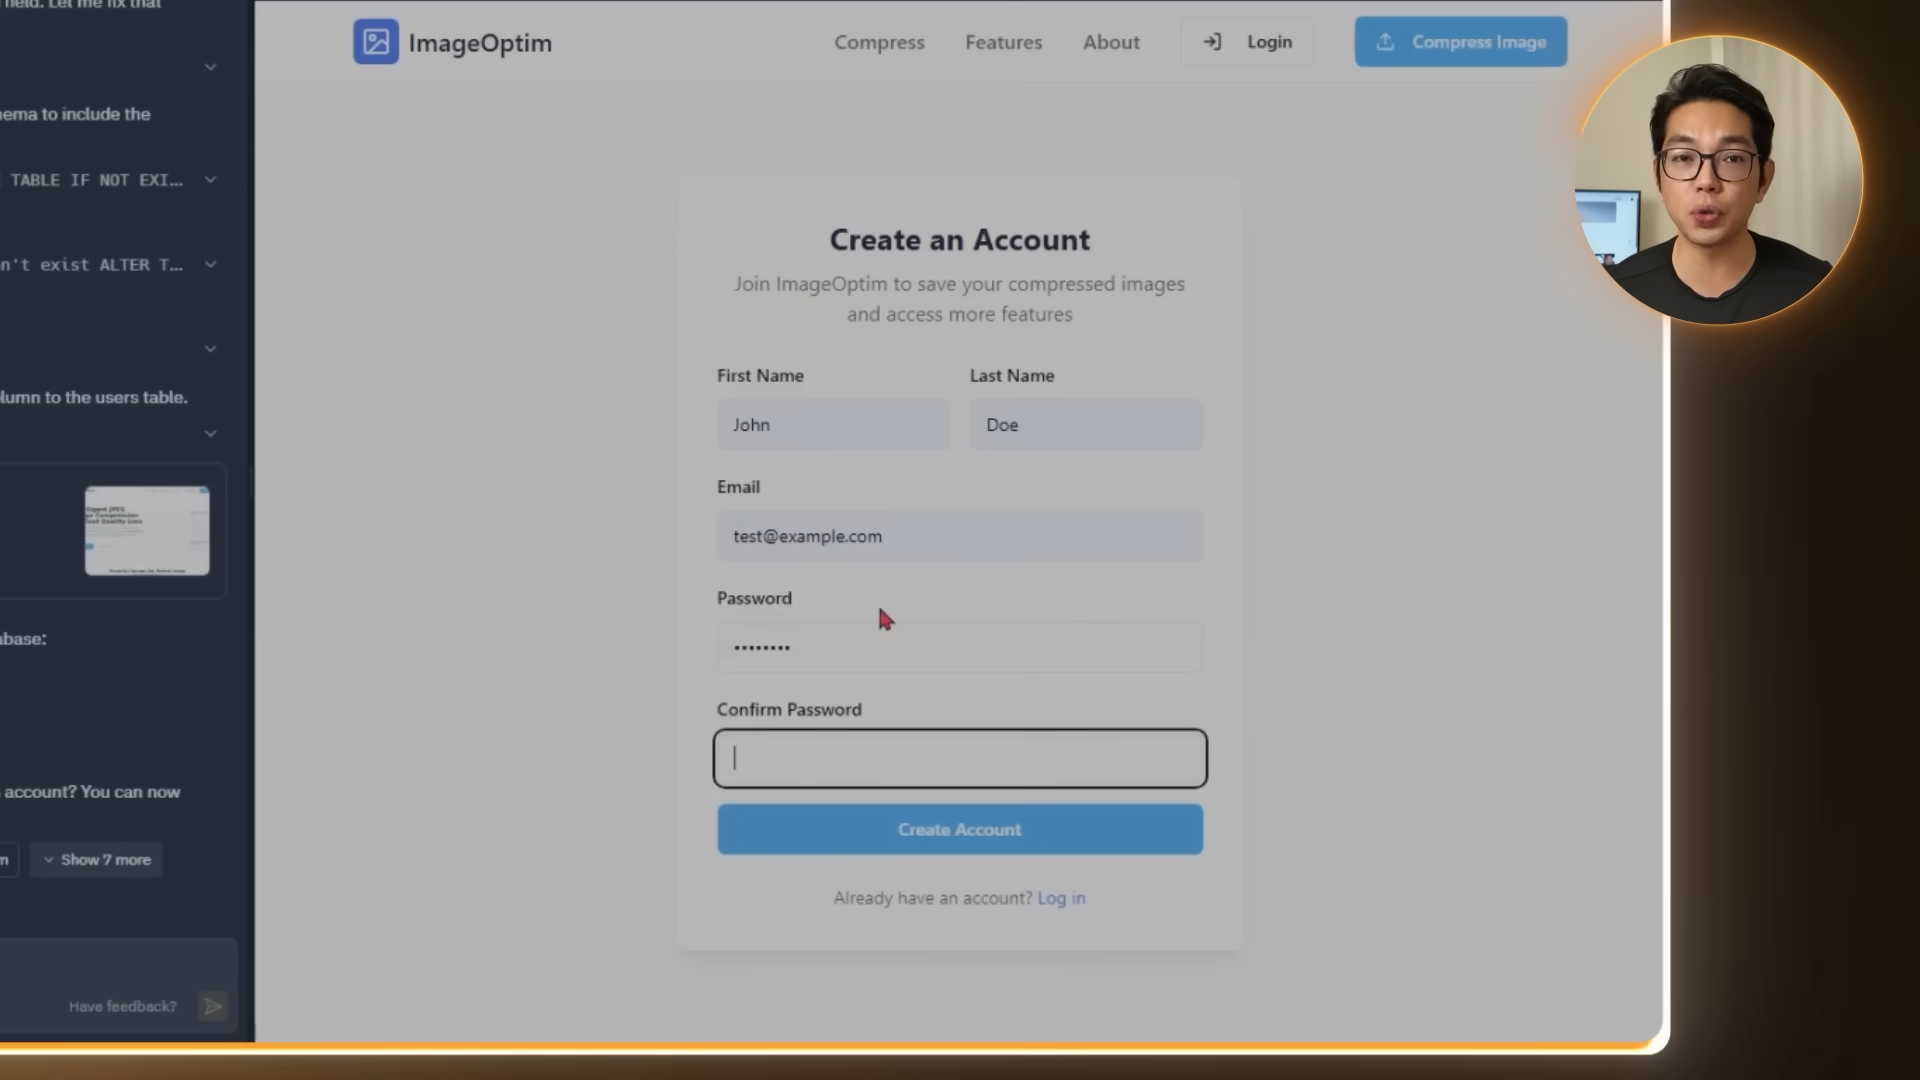 field. Let me fix that
to include the
TABLE IF NOT EXI...
n't exist ALTER T...
to the users table.
account? You can now
Show 7 more
Have feedback?
ImageOptim
Compress
Features
About
Login
Compress Image
Create an Account
Join ImageOptim to save your compressed images
and access more features
First Name
Last Name
John
Doe
Email
test@example.com
Password
••••••••
Confirm Password
Create Account
Already have an account? Log in